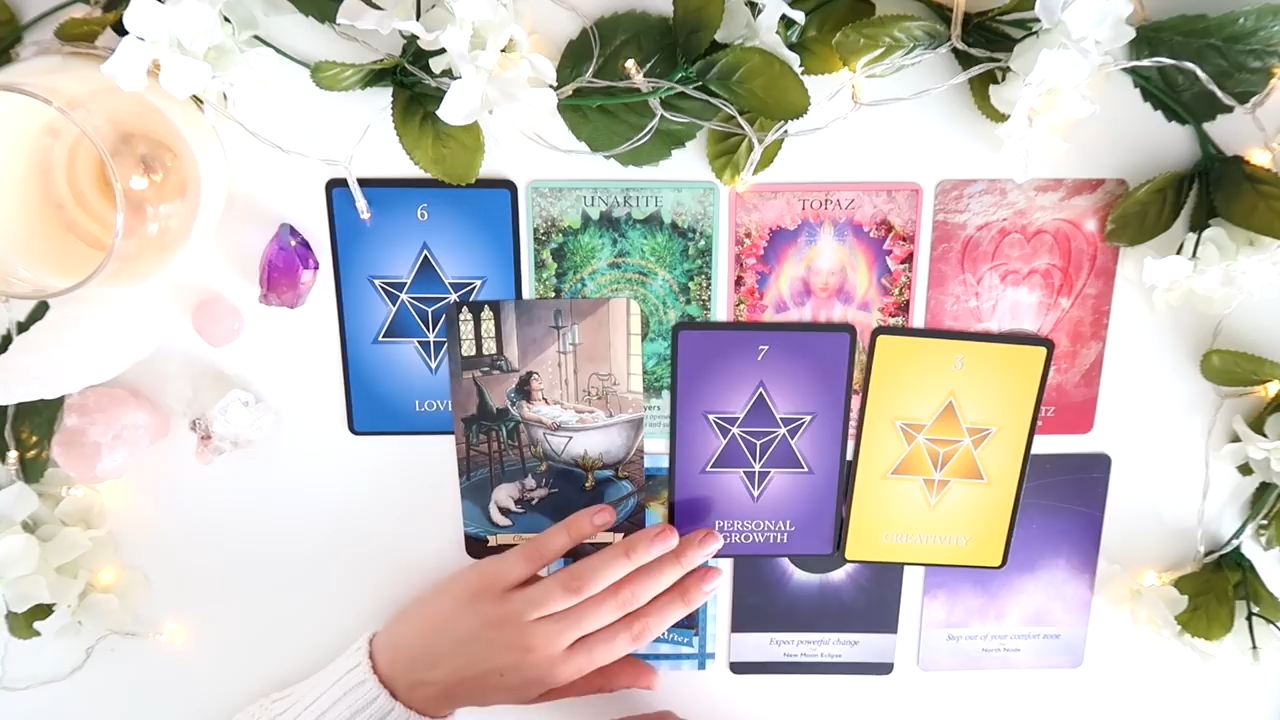 6
UNAKITE
TOPAZ
LOVE
7
3
PERSONAL
GROWTH
CREATIVITY
After
Expect powerful change
New Moon Eclipse
Step out of your comfort zone
North Node